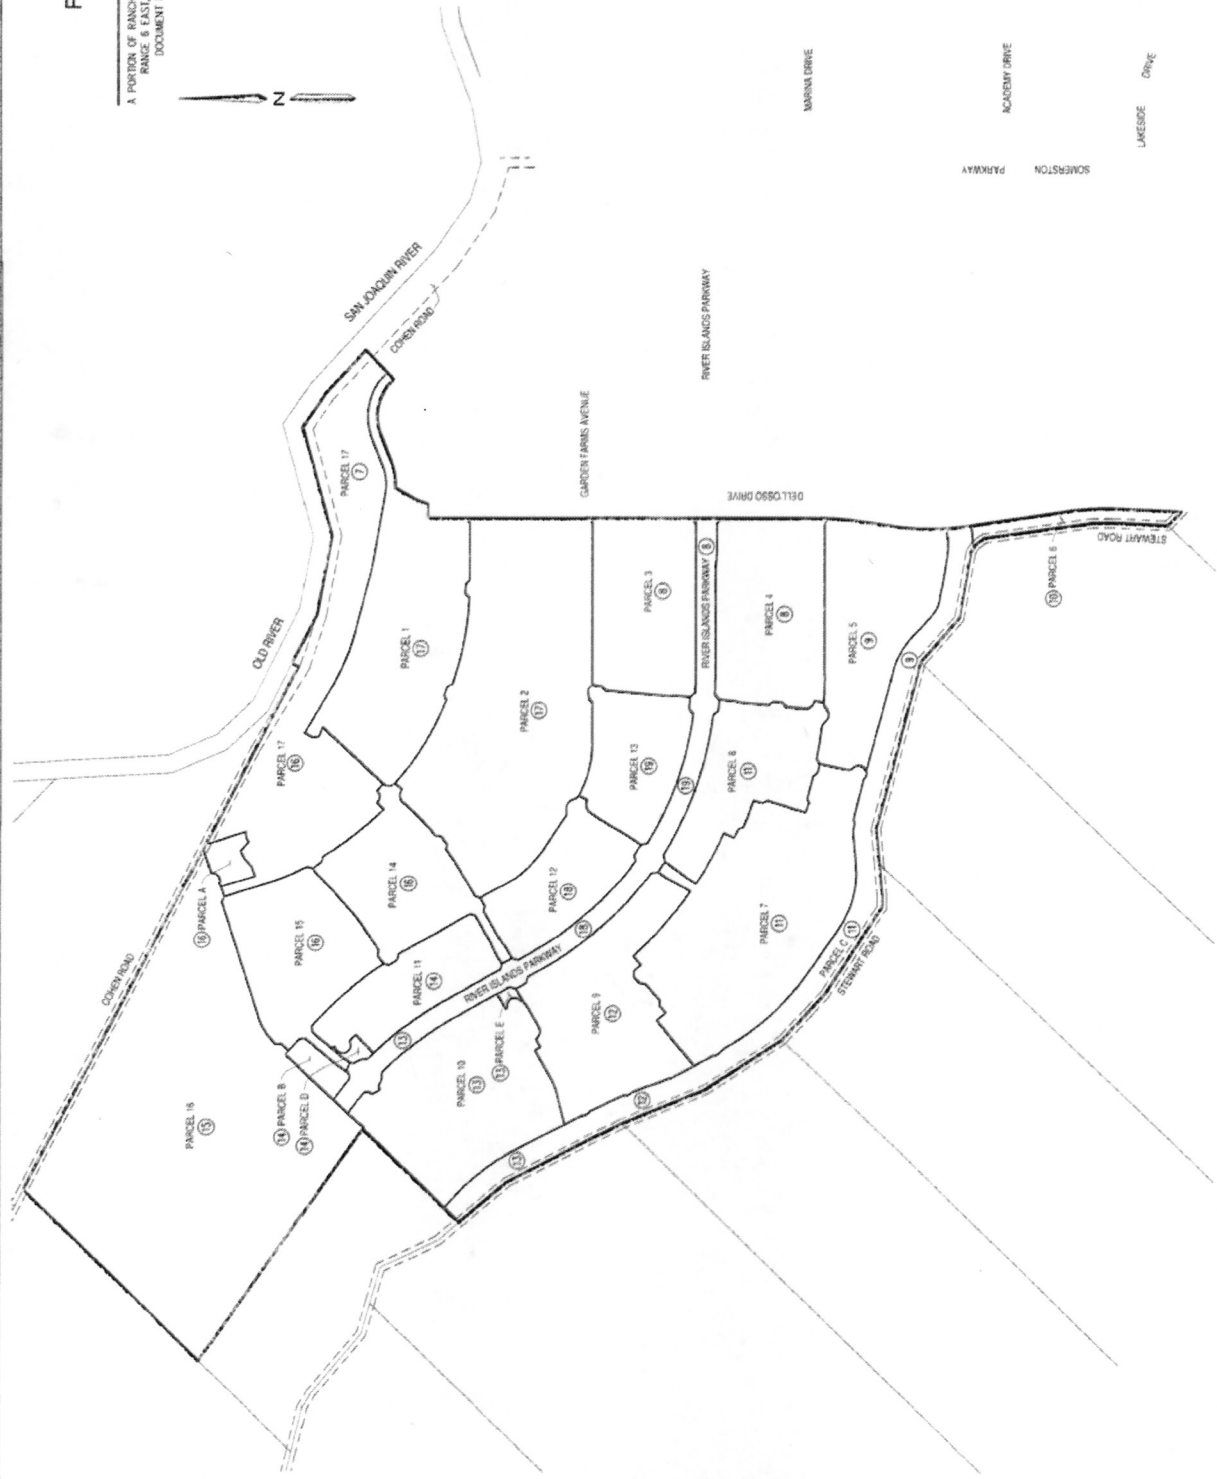 A PORTION OF RANCH
RANGE 6 EAST,
DOCUMENT
N
MARINA DRIVE
ACADEMY DRIVE
LAKESIDE DRIVE
SOMERSTON PARKWAY
SAN JOAQUIN RIVER
COHEN ROAD
RIVER ISLANDS PARKWAY
GARDEN FARMS AVENUE
DELL'OSSO DRIVE
STEWART ROAD
OLD RIVER
PARCEL 17
7
PARCEL 1
17
PARCEL 2
17
PARCEL 3
8
RIVER ISLANDS PARKWAY 8
PARCEL 4
8
PARCEL 5
9
9
10 PARCEL 6
PARCEL 17
16
PARCEL 13
19
19
PARCEL 8
11
16 PARCEL A
PARCEL 14
16
PARCEL 12
18
18
PARCEL 7
11
PARCEL 15
16
PARCEL 11
14
RIVER ISLANDS PARKWAY
PARCEL C 11
STEWART ROAD
COHEN ROAD
13
13 PARCEL E
PARCEL 9
12
PARCEL 10
13
14 PARCEL B
14 PARCEL D
12
PARCEL 16
15
13